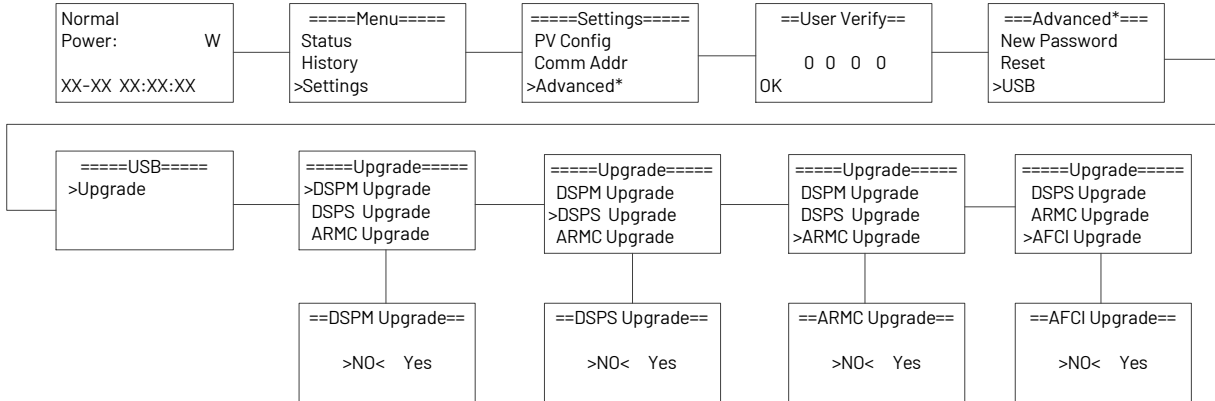 Normal
Power: W
XX-XX XX:XX:XX
=====Menu=====
Status
History
>Settings
=====Settings=====
PV Config
Comm Addr
>Advanced*
==User Verify==
0 0 0 0
OK
===Advanced*===
New Password
Reset
>USB
=====USB=====
>Upgrade
=====Upgrade=====
>DSPM Upgrade
DSPS Upgrade
ARMC Upgrade
=====Upgrade=====
DSPM Upgrade
>DSPS Upgrade
ARMC Upgrade
=====Upgrade=====
DSPM Upgrade
DSPS Upgrade
>ARMC Upgrade
=====Upgrade=====
DSPS Upgrade
ARMC Upgrade
>AFCI Upgrade
==DSPM Upgrade==
>NO< Yes
==DSPS Upgrade==
>NO< Yes
==ARMC Upgrade==
>NO< Yes
==AFCI Upgrade==
>NO< Yes